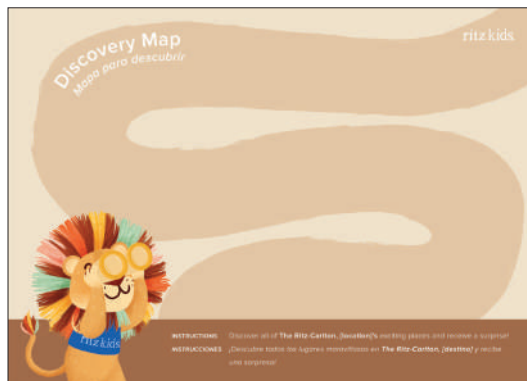 Discovery Map
Mapa para descubrir
ritz kids.
ritz kids
INSTRUCTIONS Discover all of The Ritz-Carlton, [location]'s exciting places and receive a surprise!
INSTRUCCIONES ¡Descubre todos los lugares maravillosos en The Ritz-Carlton, [destino] y recibe
una sorpresa!